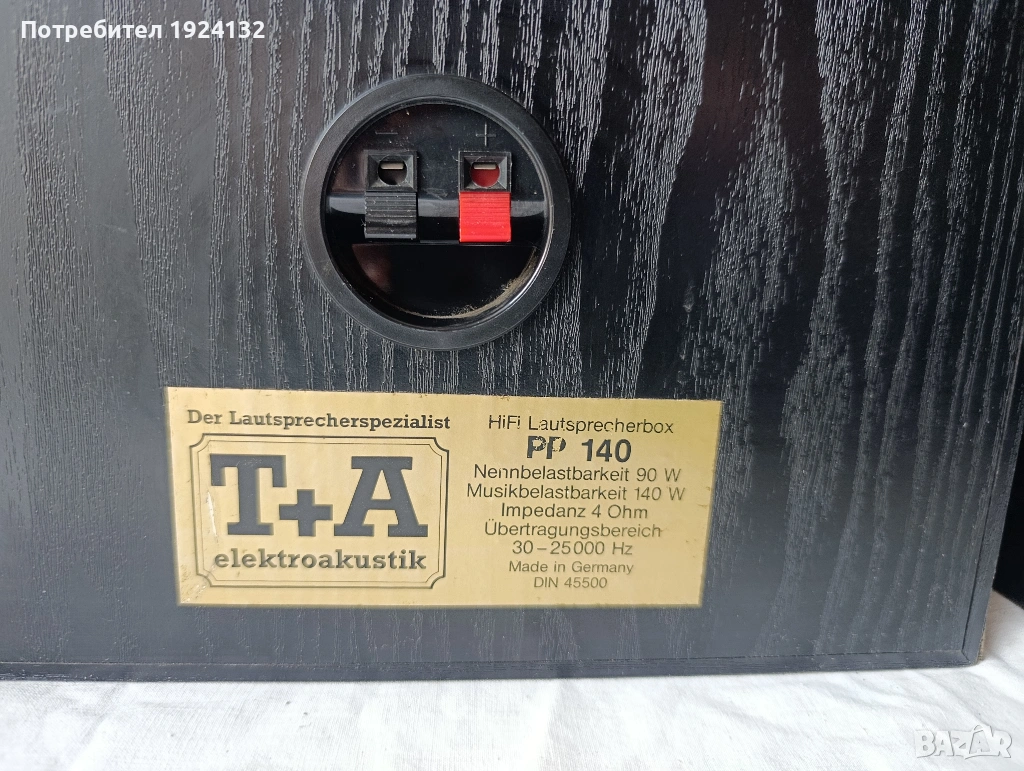 Потребител 1924132
− +
Der Lautsprecherspezialist
T+A
elektroakustik
HiFi Lautsprecherbox
PP 140
Nennbelastbarkeit 90 W
Musikbelastbarkeit 140 W
Impedanz 4 Ohm
Übertragungsbereich
30–25000 Hz
Made in Germany
DIN 45500
BAZAR